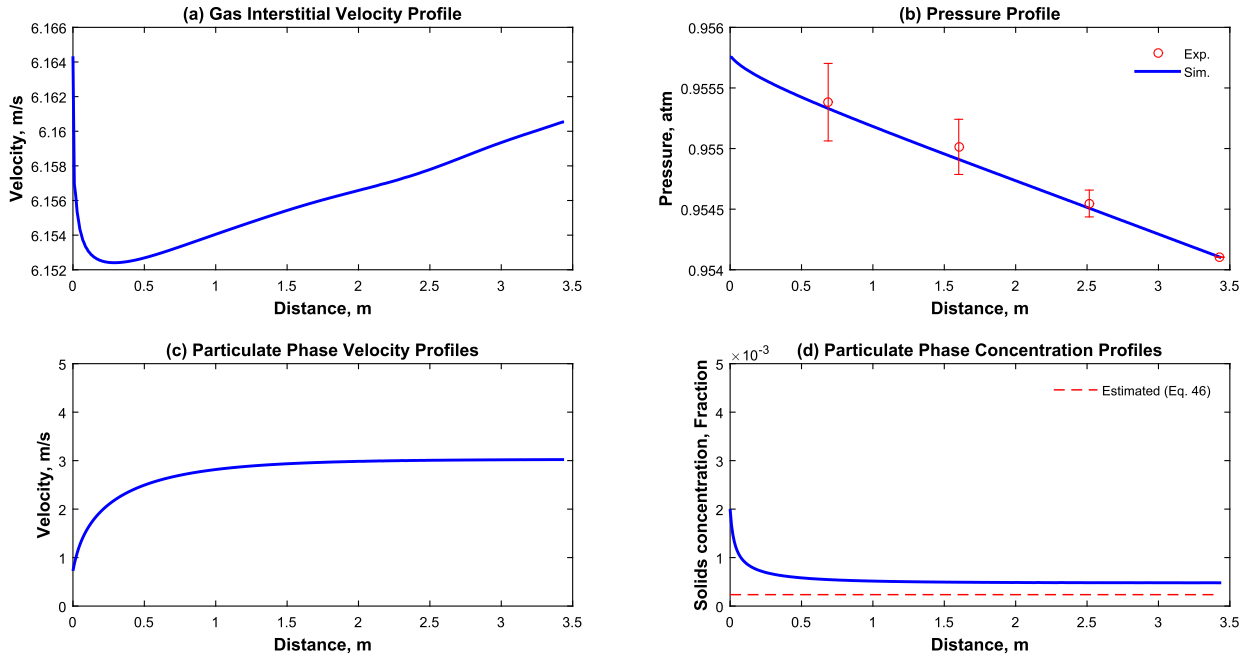 (a) Gas Interstitial Velocity Profile
6.166
6.164
6.162
6.16
6.158
6.156
6.154
6.152
Velocity, m/s
0 0.5 1 1.5 2 2.5 3 3.5
Distance, m
(b) Pressure Profile
0.956
0.9555
0.955
0.9545
0.954
Pressure, atm
Exp.
Sim.
0 0.5 1 1.5 2 2.5 3 3.5
Distance, m
(c) Particulate Phase Velocity Profiles
5
4
3
2
1
0
Velocity, m/s
0 0.5 1 1.5 2 2.5 3 3.5
Distance, m
(d) Particulate Phase Concentration Profiles
×10-3
5
4
3
2
1
0
Solids concentration, Fraction
Estimated (Eq. 46)
0 0.5 1 1.5 2 2.5 3 3.5
Distance, m